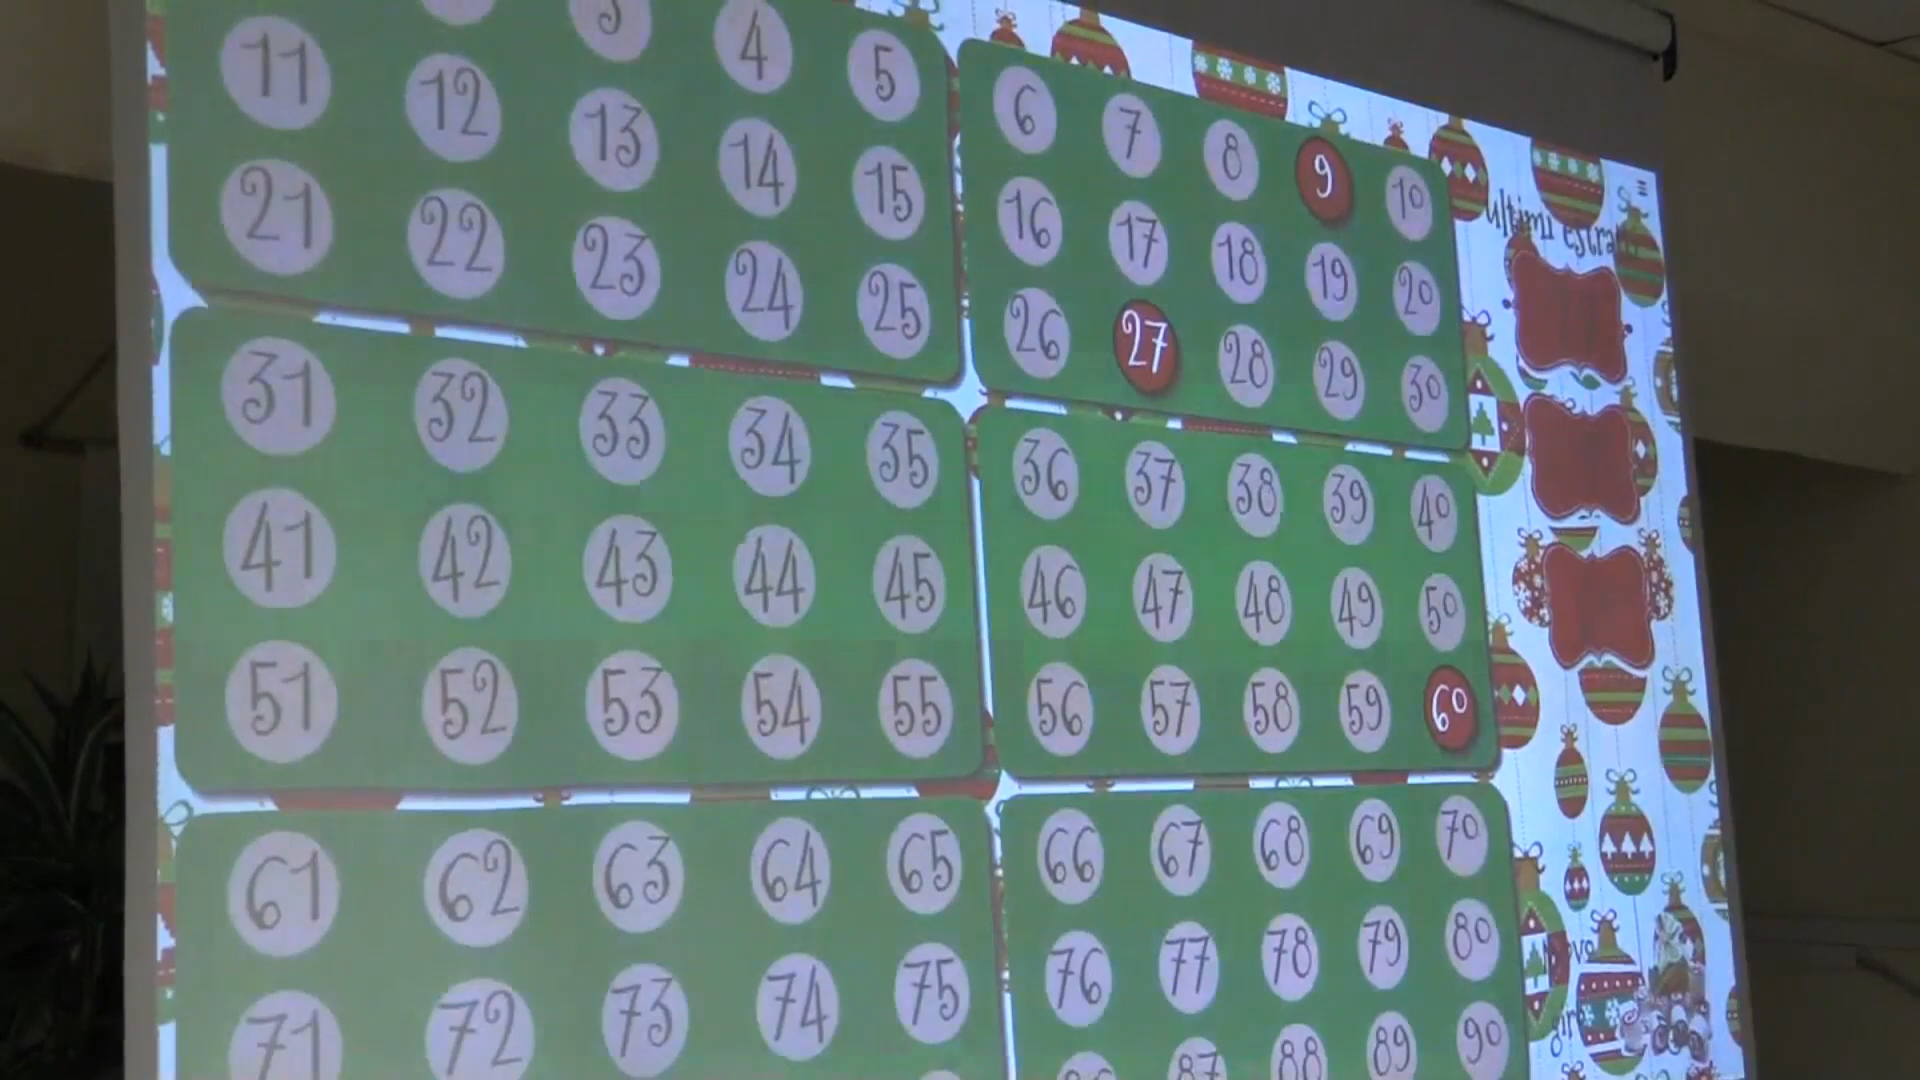 3 4 5
11 12 13 14 15
21 22 23 24 25
6 7 8 9 10
16 17 18 19 20
26 27 28 29 30
31 32 33 34 35
41 42 43 44 45
51 52 53 54 55
36 37 38 39 40
46 47 48 49 50
56 57 58 59 60
61 62 63 64 65
71 72 73 74 75
66 67 68 69 70
76 77 78 79 80
87 88 89 90
ultimi